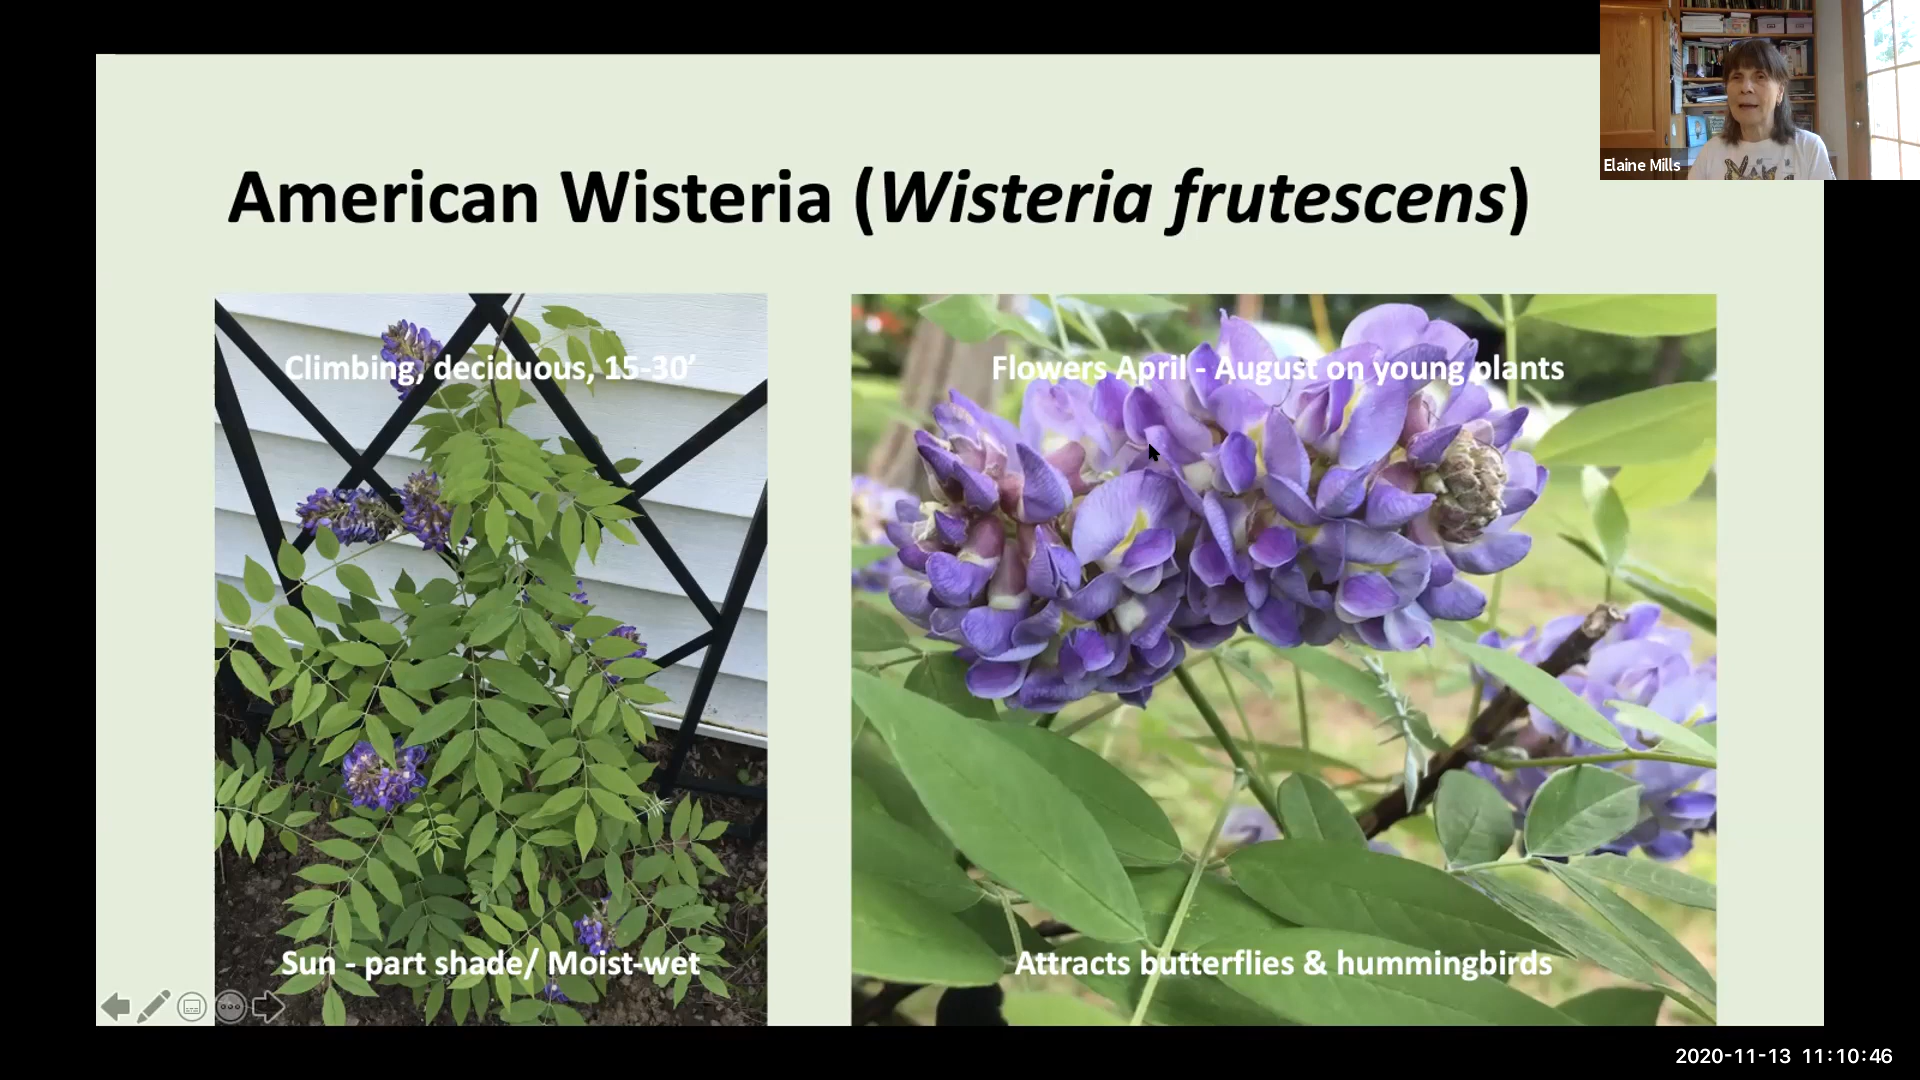 Elaine Mills
American Wisteria (Wisteria frutescens)
Climbing, deciduous, 15-30’
Flowers April - August on young plants
Sun - part shade/ Moist-wet
Attracts butterflies & hummingbirds
2020-11-13 11:10:46